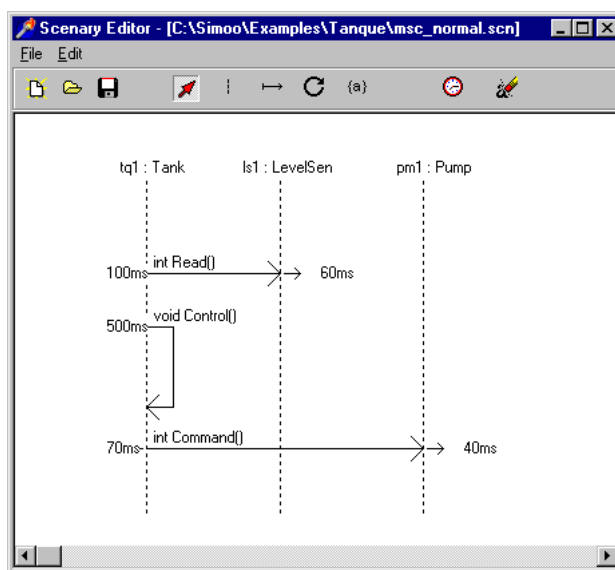 Scenary Editor - [C:\Simoo\Examples\Tanque\msc_normal.scn]
File Edit
{a}
tq1 : Tank ls1 : LevelSen pm1 : Pump
int Read()
100ms 60ms
void Control()
500ms
int Command()
70ms 40ms